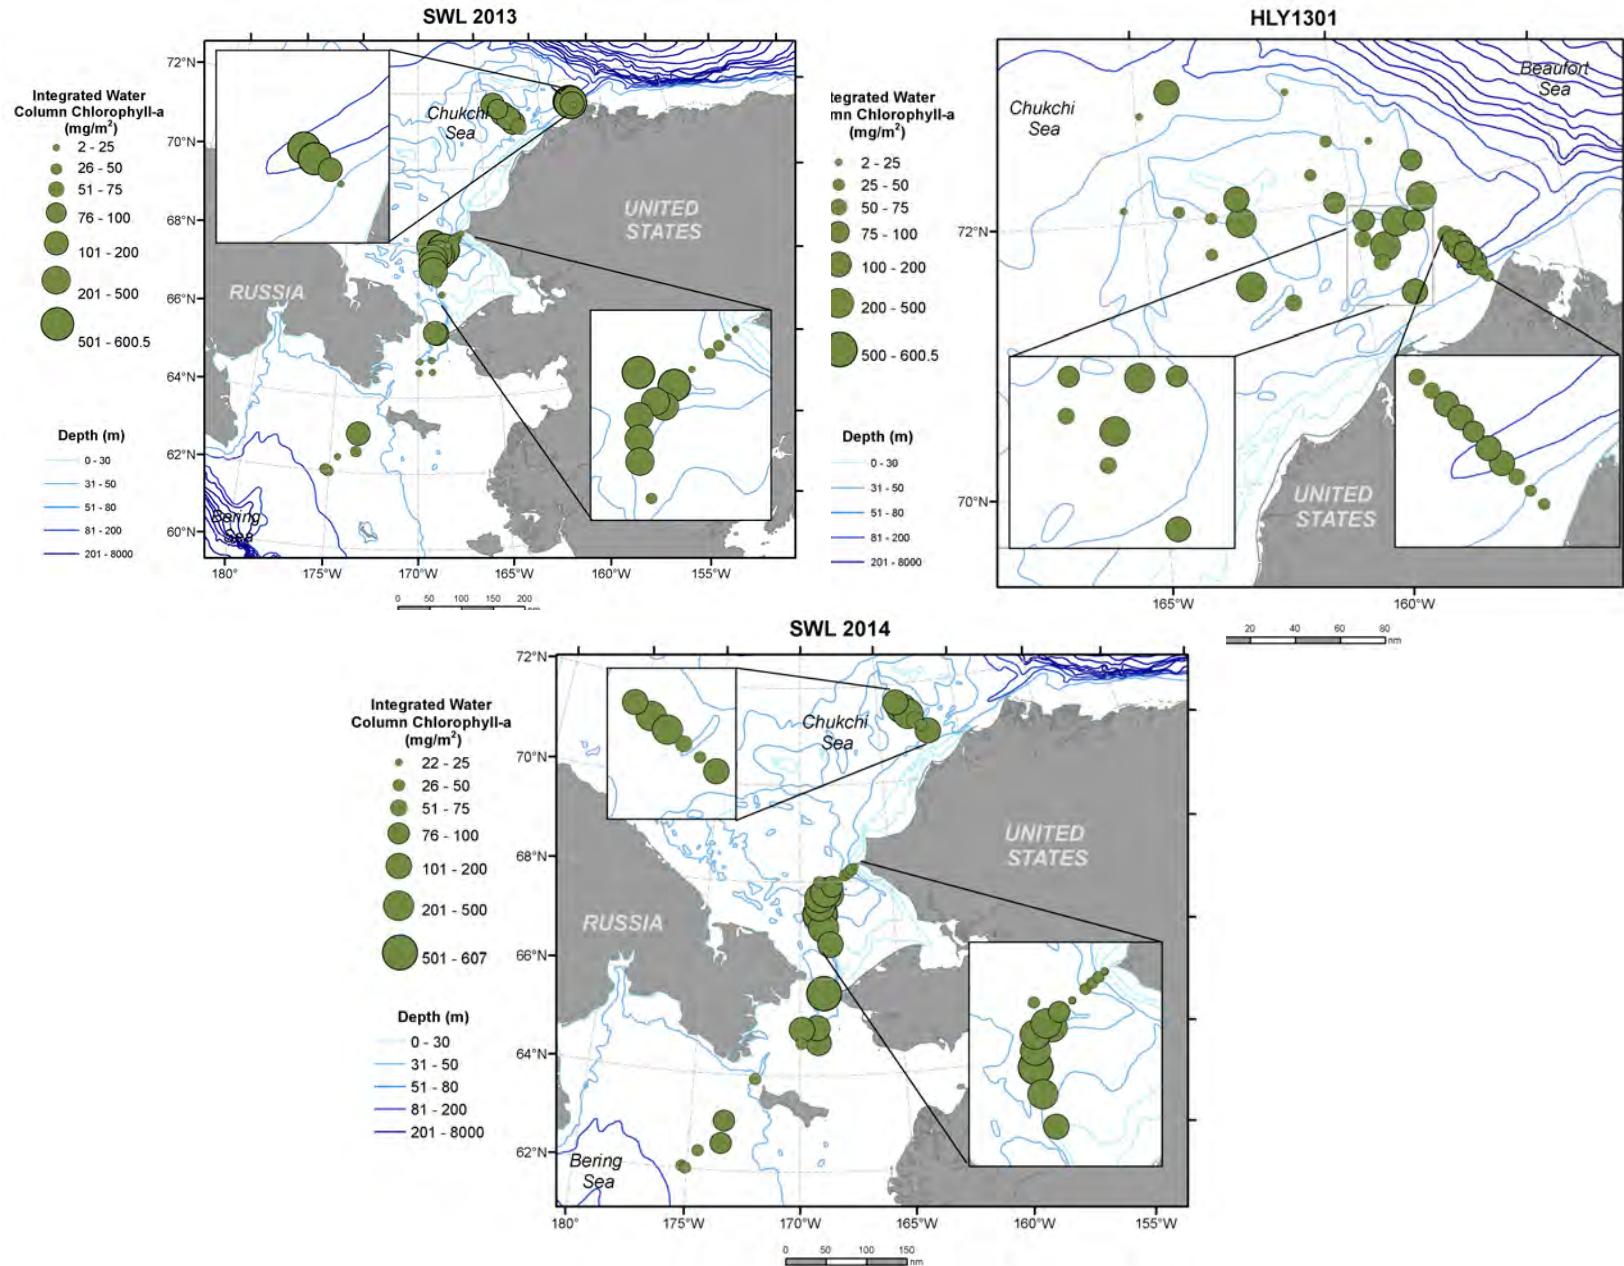 SWL 2013
Integrated Water
Column Chlorophyll-a
(mg/m²)
2 - 25
26 - 50
51 - 75
76 - 100
101 - 200
201 - 500
501 - 600.5
Depth (m)
0 - 30
31 - 50
51 - 80
81 - 200
201 - 8000
72°N
70°N
68°N
66°N
64°N
62°N
60°N
Chukchi
Sea
UNITED
STATES
RUSSIA
Bering
Sea
180°
175°W
170°W
165°W
160°W
155°W
0 50 100 150 200
nm
HLY1301
tegrated Water
mn Chlorophyll-a
(mg/m²)
2 - 25
25 - 50
50 - 75
75 - 100
100 - 200
200 - 500
500 - 600.5
Depth (m)
0 - 30
31 - 50
51 - 80
81 - 200
201 - 8000
Chukchi
Sea
Beaufort
Sea
72°N
70°N
UNITED
STATES
165°W
160°W
20 40 60 80
nm
SWL 2014
Integrated Water
Column Chlorophyll-a
(mg/m²)
22 - 25
26 - 50
51 - 75
76 - 100
101 - 200
201 - 500
501 - 607
Depth (m)
0 - 30
31 - 50
51 - 80
81 - 200
201 - 8000
72°N
70°N
68°N
66°N
64°N
62°N
Chukchi
Sea
UNITED
STATES
RUSSIA
Bering
Sea
180°
175°W
170°W
165°W
160°W
155°W
0 50 100 150
nm